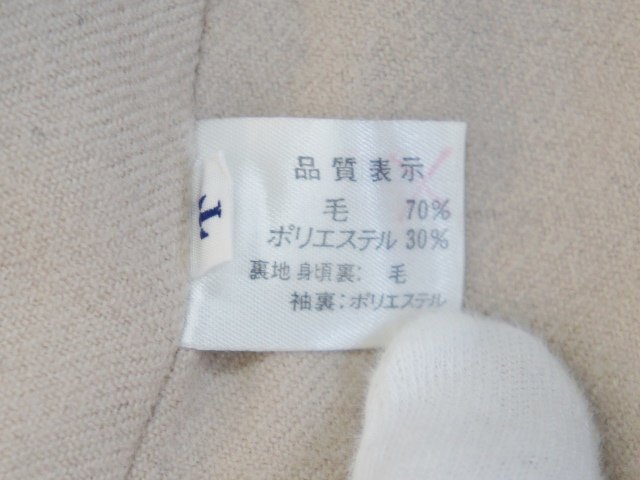 品質表示
毛 70%
ポリエステル 30%
裏地 身頃裏: 毛
袖裏: ポリエステル